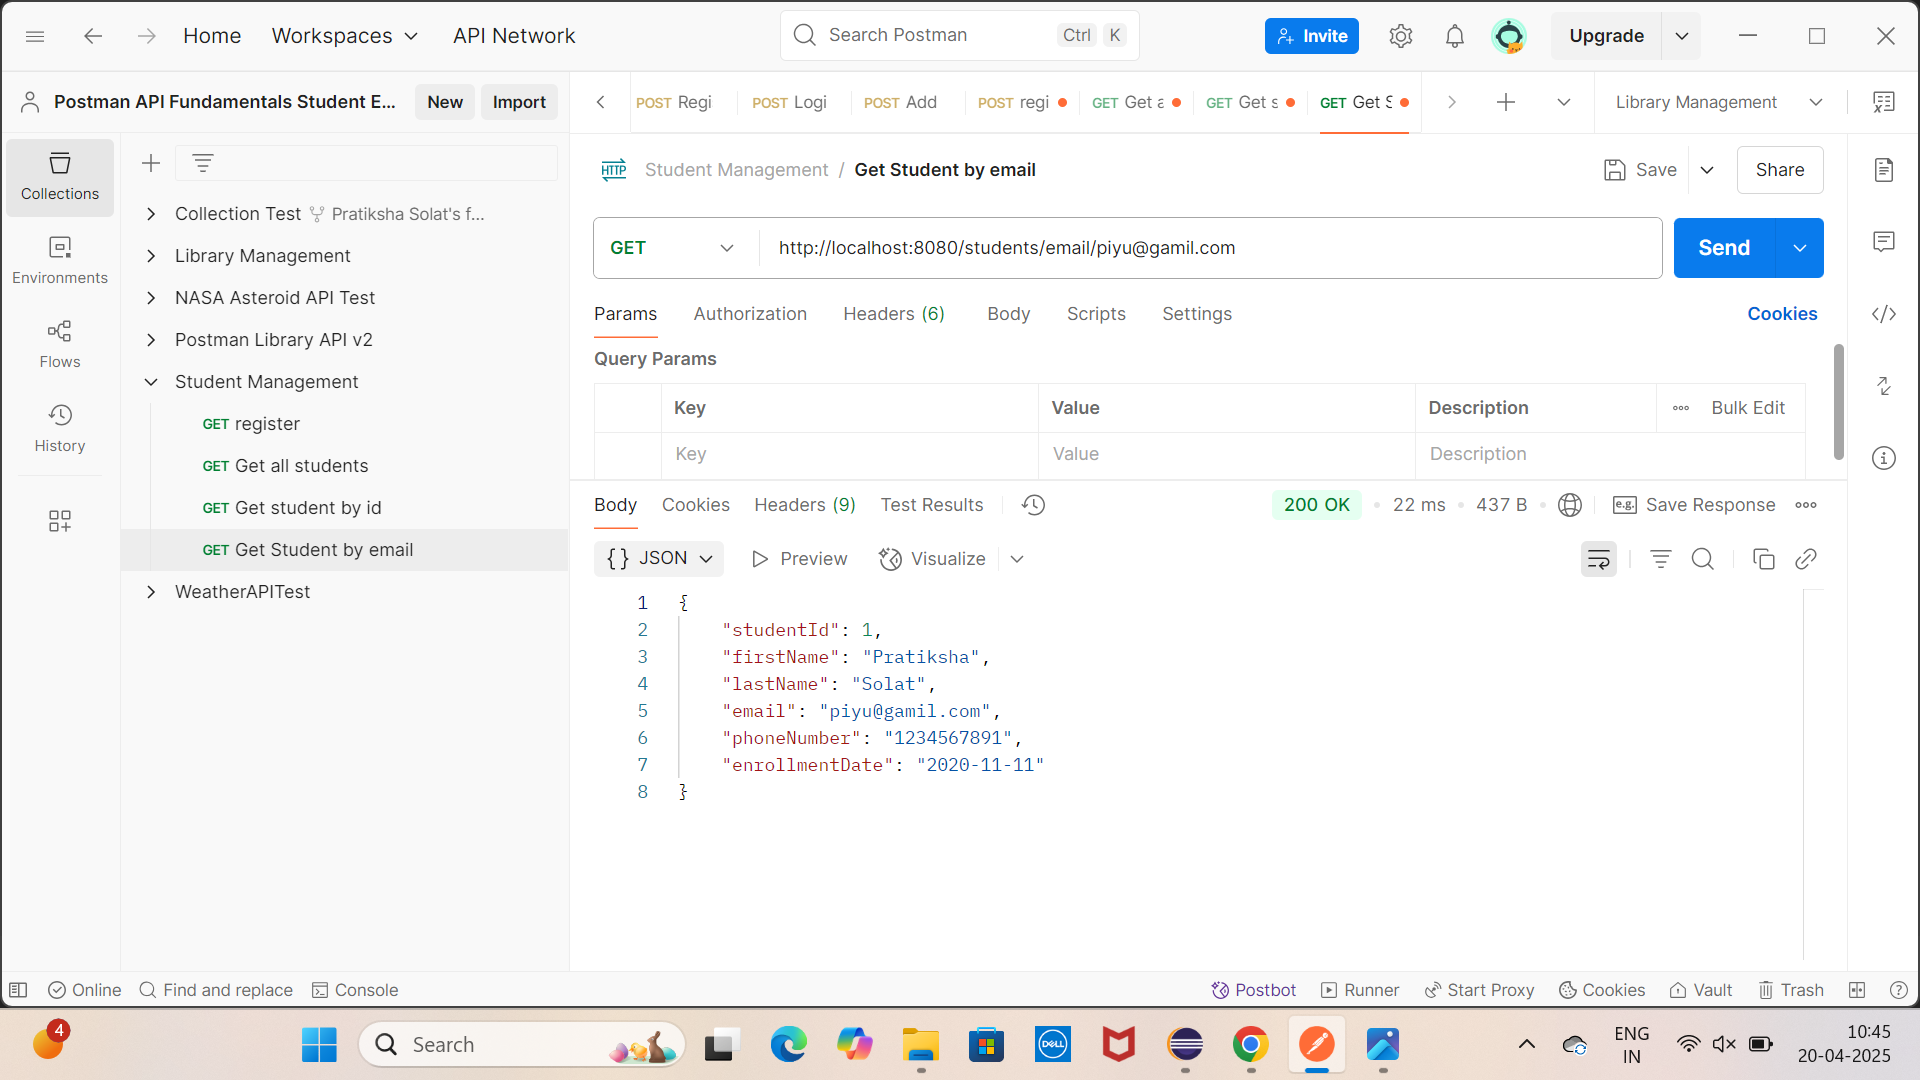 Home Workspaces API Network Search Postman Ctrl K Invite Upgrade
Postman API Fundamentals Student E... New Import
POST Regi POST Logi POST Add POST regi GET Get a GET Get s GET Get S Library Management
Collections
Environments
Flows
History
Collection Test Pratiksha Solat's f...
Library Management
NASA Asteroid API Test
Postman Library API v2
Student Management
GET register
GET Get all students
GET Get student by id
GET Get Student by email
WeatherAPITest
HTTP Student Management / Get Student by email Save Share
GET http://localhost:8080/students/email/piyu@gamil.com Send
Params Authorization Headers (6) Body Scripts Settings Cookies
Query Params
Key Value Description Bulk Edit
Key Value Description
Body Cookies Headers (9) Test Results 200 OK 22 ms 437 B e.g. Save Response
{} JSON Preview Visualize
1 {
2 "studentId": 1,
3 "firstName": "Pratiksha",
4 "lastName": "Solat",
5 "email": "piyu@gamil.com",
6 "phoneNumber": "1234567891",
7 "enrollmentDate": "2020-11-11"
8 }
Online Find and replace Console Postbot Runner Start Proxy Cookies Vault Trash
4 Search DELL ENG 10:45
IN 20-04-2025